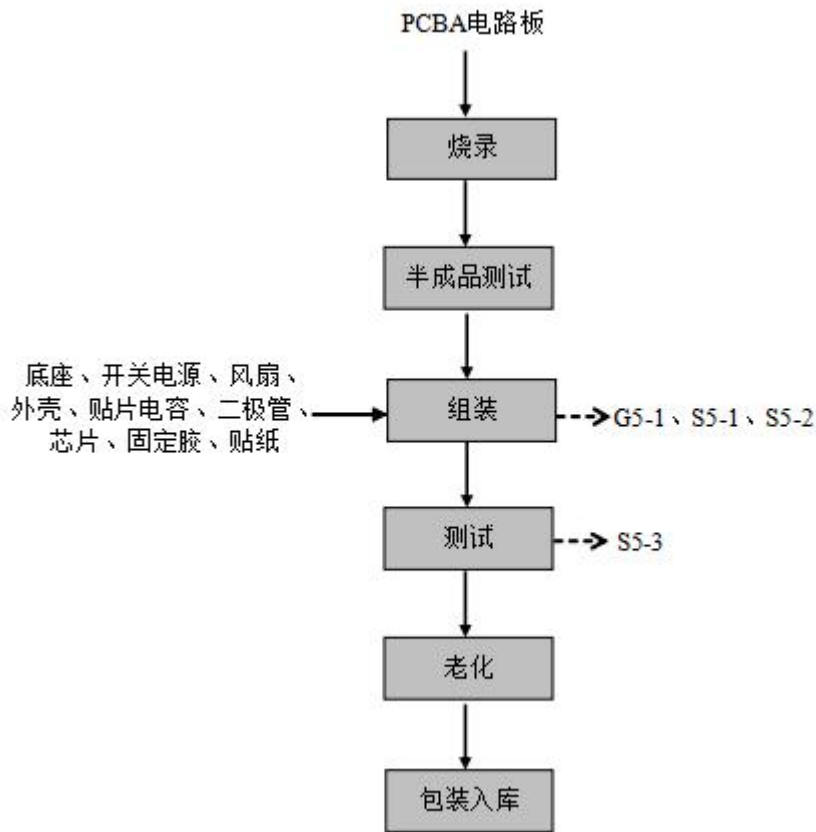 PCBA电路板
烧录
半成品测试
底座、开关电源、风扇、
外壳、贴片电容、二极管、
芯片、固定胶、贴纸
组装
G5-1、S5-1、S5-2
测试
S5-3
老化
包装入库